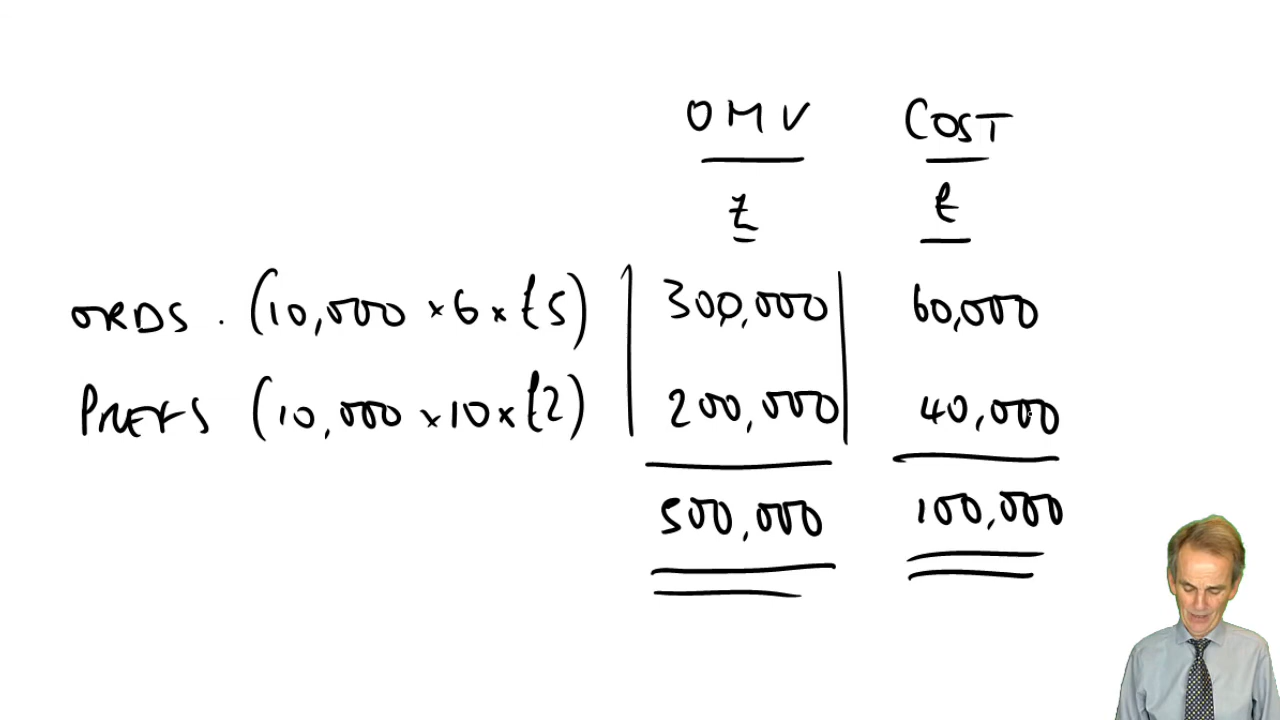 OMV COST
£ £
ORDS. (10,000 × 6 × £5) 300,000 60,000
PREFS (10,000 × 10 × £2) 200,000 40,000
500,000 100,000